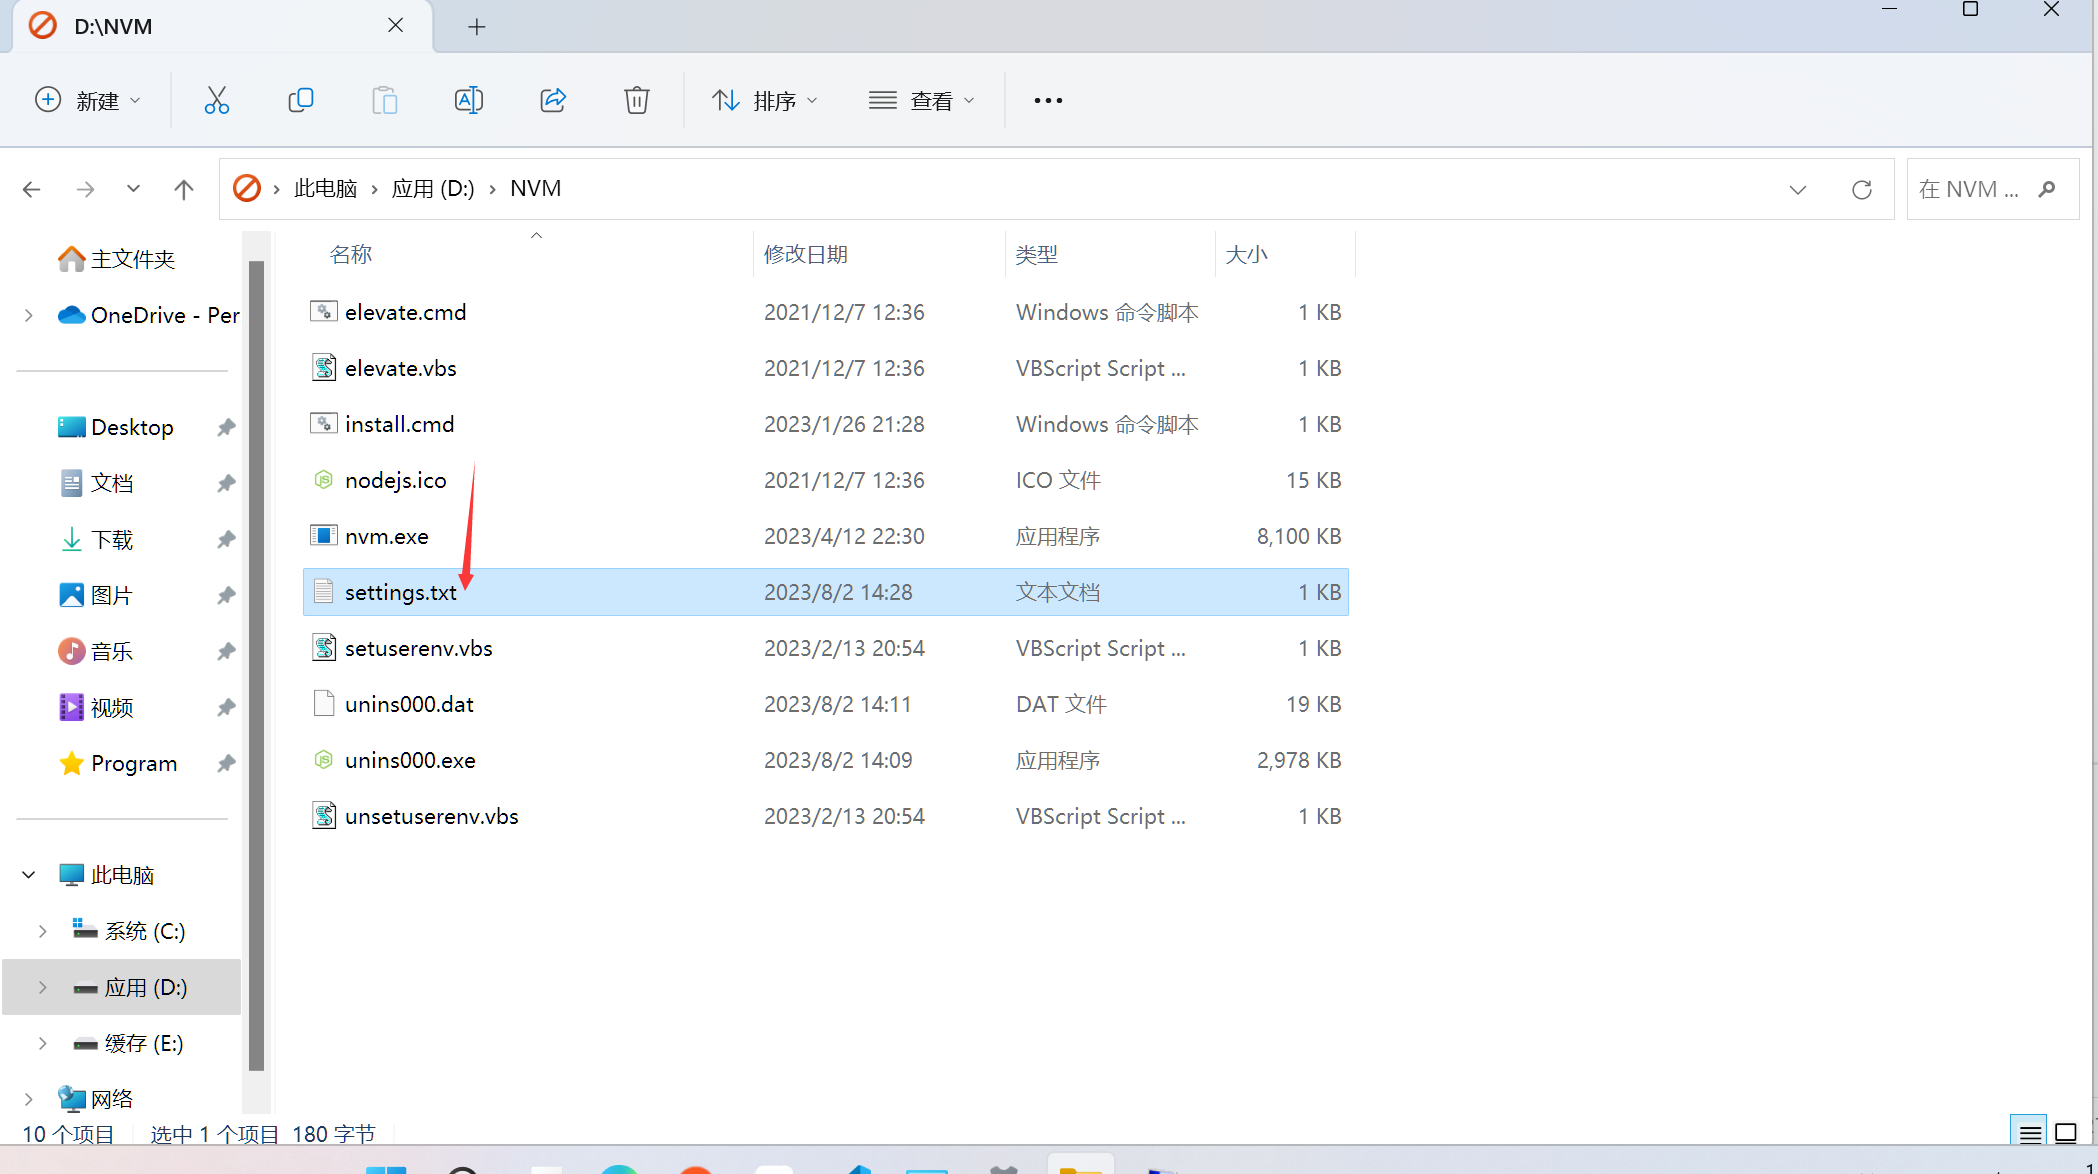 D:\NVM
新建
排序
查看
此电脑 › 应用 (D:) › NVM
在 NVM ...
主文件夹
OneDrive - Per
Desktop
文档
下载
图片
音乐
视频
Program
此电脑
系统 (C:)
应用 (D:)
缓存 (E:)
网络
名称 修改日期 类型 大小
elevate.cmd 2021/12/7 12:36 Windows 命令脚本 1 KB
elevate.vbs 2021/12/7 12:36 VBScript Script ... 1 KB
install.cmd 2023/1/26 21:28 Windows 命令脚本 1 KB
nodejs.ico 2021/12/7 12:36 ICO 文件 15 KB
nvm.exe 2023/4/12 22:30 应用程序 8,100 KB
settings.txt 2023/8/2 14:28 文本文档 1 KB
setuserenv.vbs 2023/2/13 20:54 VBScript Script ... 1 KB
unins000.dat 2023/8/2 14:11 DAT 文件 19 KB
unins000.exe 2023/8/2 14:09 应用程序 2,978 KB
unsetuserenv.vbs 2023/2/13 20:54 VBScript Script ... 1 KB
10 个项目 选中 1 个项目 180 字节